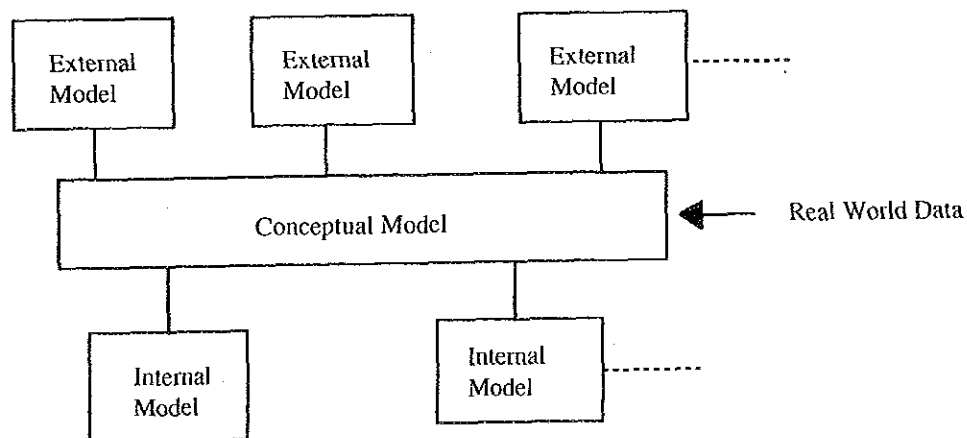 External
Model
External
Model
External
Model
Conceptual Model
Real World Data
Internal
Model
Internal
Model